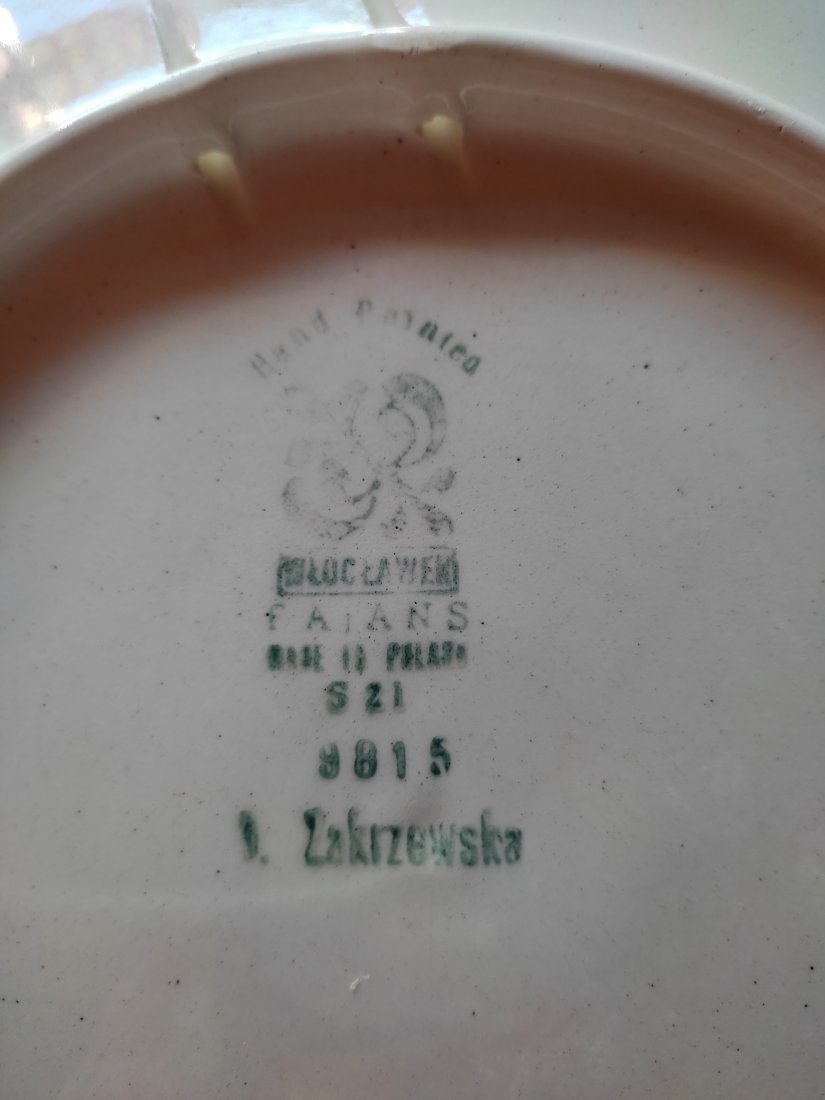 Hand Painted
WŁOCŁAWEK
FAJANS
MADE IN POLAND
S 21
9815
Zakrzewska